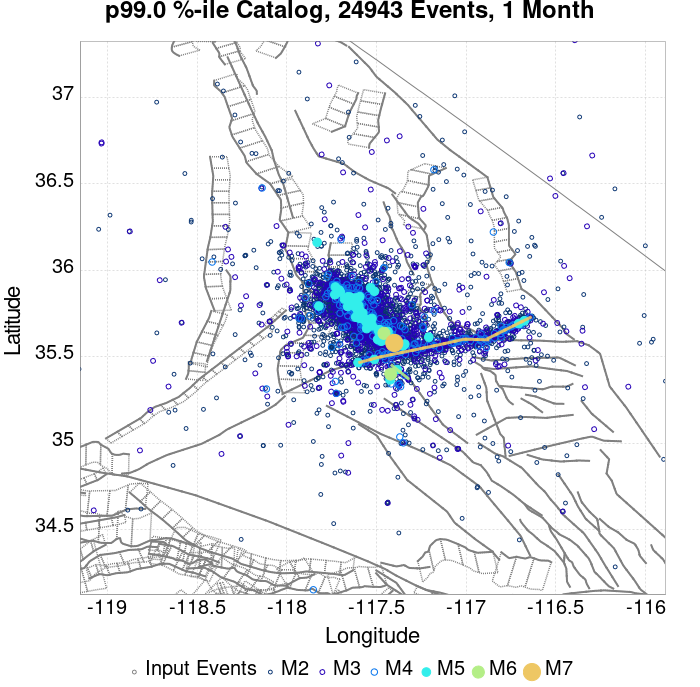 p99.0 %-ile Catalog, 24943 Events, 1 Month
37
36.5
36
35.5
35
34.5
Latitude
-119
-118.5
-118
-117.5
-117
-116.5
-116
Longitude
Input Events
M2
M3
M4
M5
M6
M7